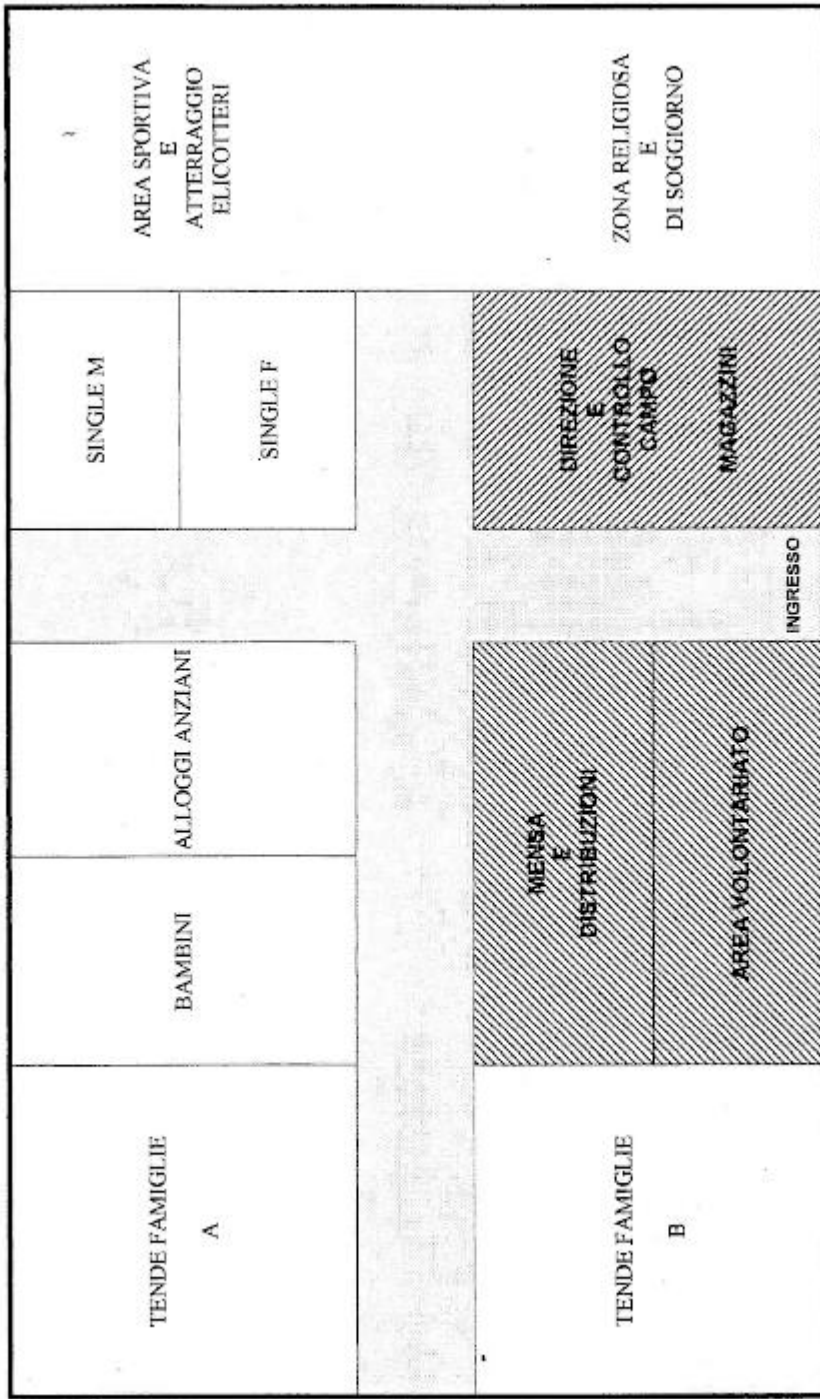 TENDE FAMIGLIE
A
BAMBINI
ALLOGGI ANZIANI
SINGLE M
SINGLE F
AREA SPORTIVA
E
ATTERRAGGIO
ELICOTTERI
TENDE FAMIGLIE
B
MENSA
E
DISTRIBUZIONI
AREA VOLONTARIATO
INGRESSO
DIREZIONE
E
CONTROLLO
CAMPO
MAGAZZINI
ZONA RELIGIOSA
E
DI SOGGIORNO